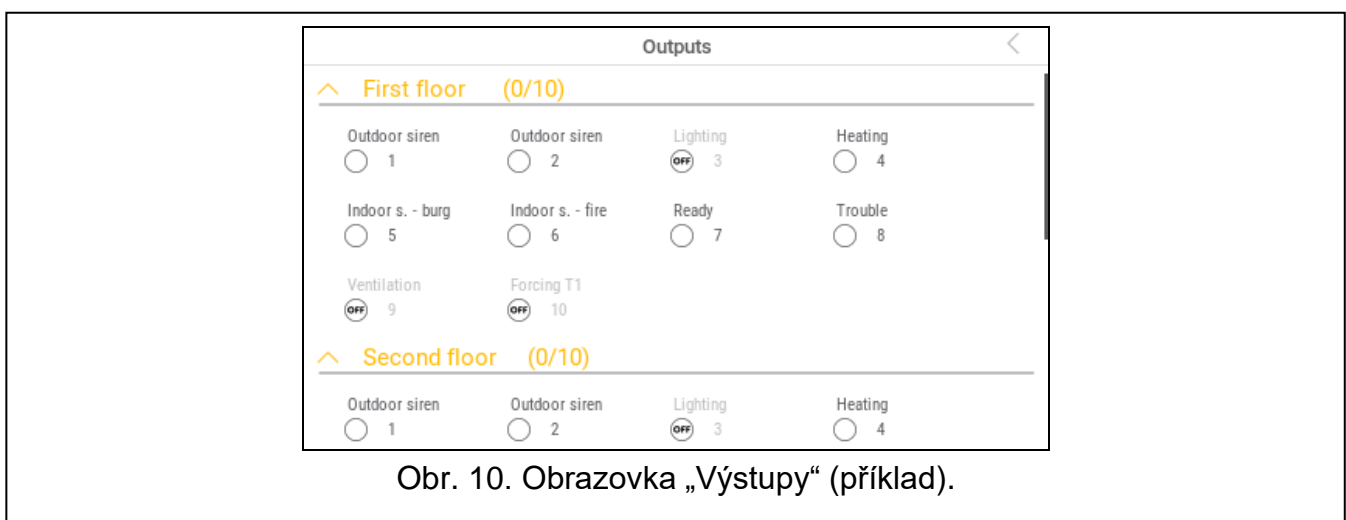 Outputs
First floor (0/10)
Outdoor siren Outdoor siren Lighting Heating
1 2 OFF 3 4
Indoor s. - burg Indoor s. - fire Ready Trouble
5 6 7 8
Ventilation Forcing T1
OFF 9 OFF 10
Second floor (0/10)
Outdoor siren Outdoor siren Lighting Heating
1 2 OFF 3 4
Obr. 10. Obrazovka „Výstupy“ (příklad).